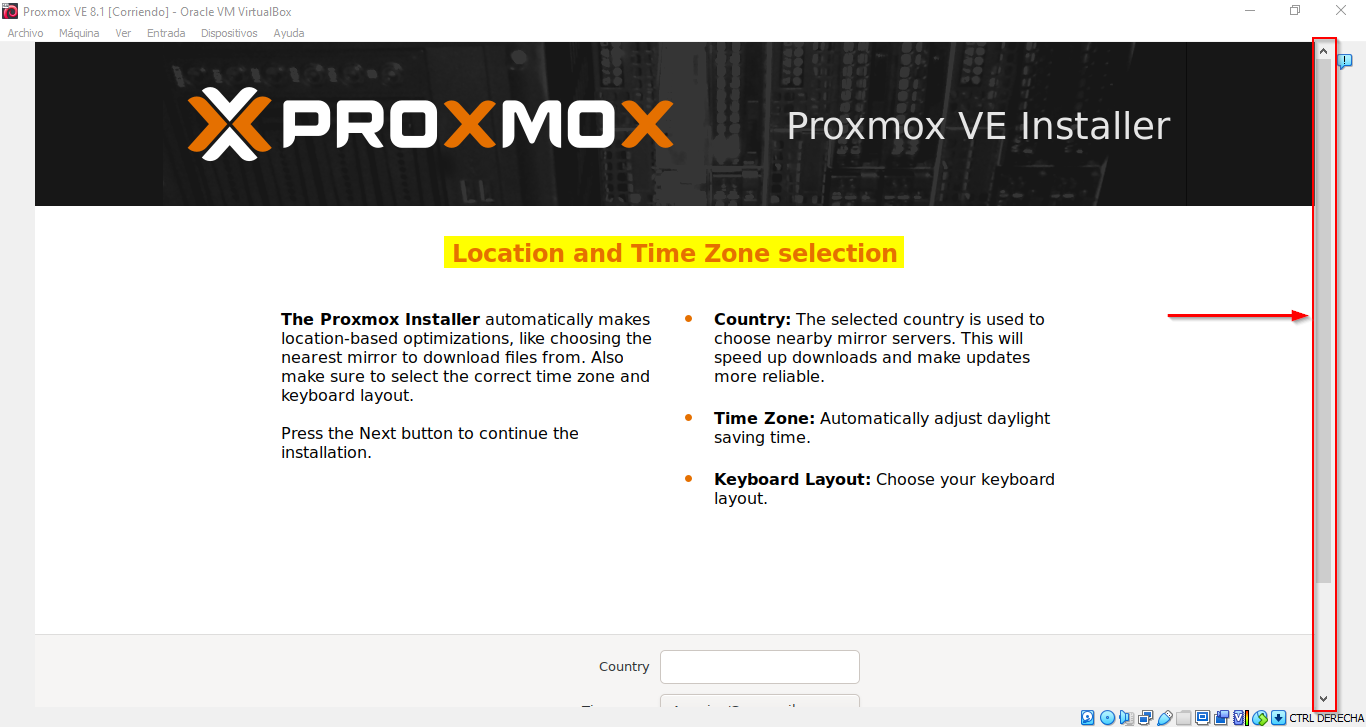 Proxmox VE 8.1 [Corriendo] - Oracle VM VirtualBox
Archivo Máquina Ver Entrada Dispositivos Ayuda
PROXMOX Proxmox VE Installer
Location and Time Zone selection
The Proxmox Installer automatically makes
location-based optimizations, like choosing the
nearest mirror to download files from. Also
make sure to select the correct time zone and
keyboard layout.
Press the Next button to continue the
installation.
Country: The selected country is used to
choose nearby mirror servers. This will
speed up downloads and make updates
more reliable.
Time Zone: Automatically adjust daylight
saving time.
Keyboard Layout: Choose your keyboard
layout.
Country
CTRL DERECHA